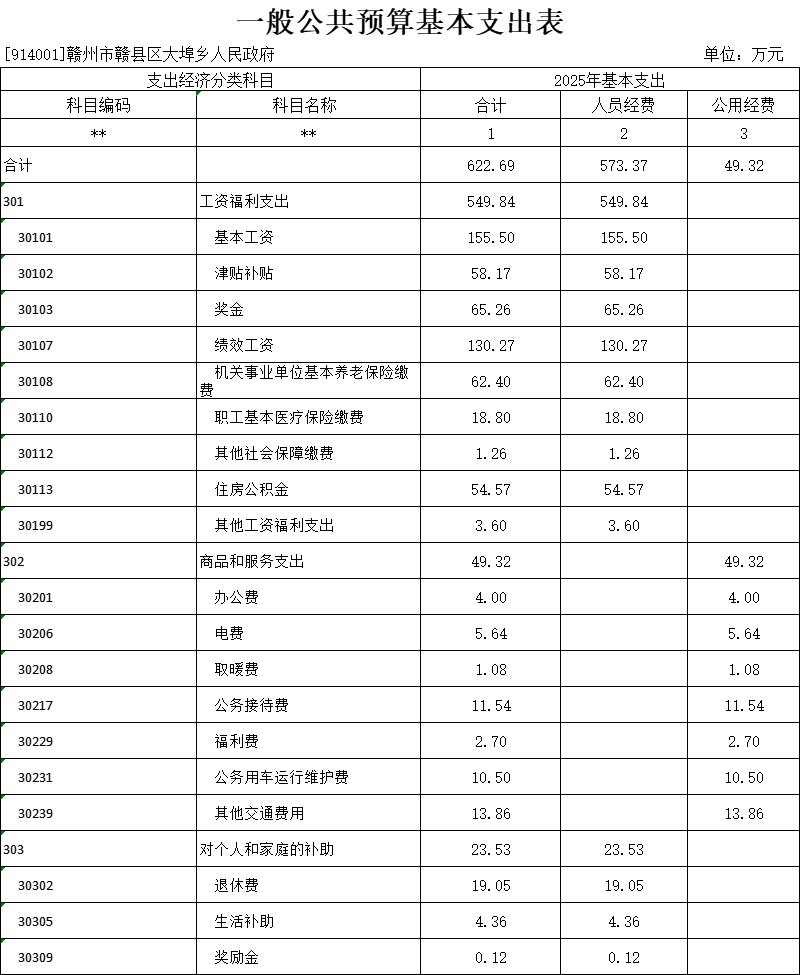 一般公共预算基本支出表
[914001]赣州市赣县区大埠乡人民政府 单位：万元
支出经济分类科目 2025年基本支出
科目编码 科目名称 合计 人员经费 公用经费
** ** 1 2 3
合计 622.69 573.37 49.32
301 工资福利支出 549.84 549.84
30101 基本工资 155.50 155.50
30102 津贴补贴 58.17 58.17
30103 奖金 65.26 65.26
30107 绩效工资 130.27 130.27
30108 机关事业单位基本养老保险缴
费 62.40 62.40
30110 职工基本医疗保险缴费 18.80 18.80
30112 其他社会保障缴费 1.26 1.26
30113 住房公积金 54.57 54.57
30199 其他工资福利支出 3.60 3.60
302 商品和服务支出 49.32 49.32
30201 办公费 4.00 4.00
30206 电费 5.64 5.64
30208 取暖费 1.08 1.08
30217 公务接待费 11.54 11.54
30229 福利费 2.70 2.70
30231 公务用车运行维护费 10.50 10.50
30239 其他交通费用 13.86 13.86
303 对个人和家庭的补助 23.53 23.53
30302 退休费 19.05 19.05
30305 生活补助 4.36 4.36
30309 奖励金 0.12 0.12